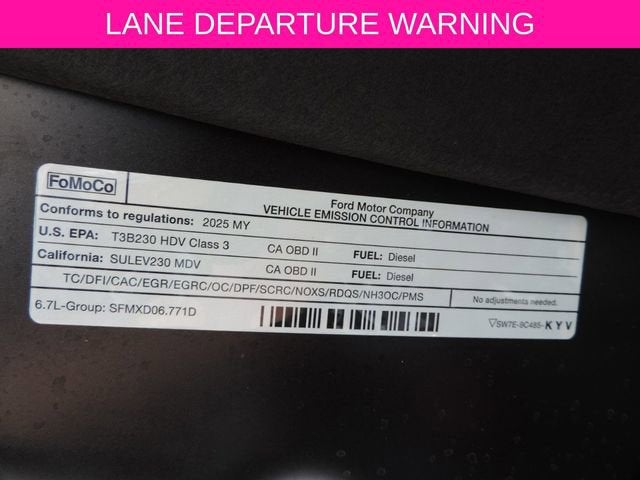 LANE DEPARTURE WARNING
FoMoCo
Ford Motor Company
VEHICLE EMISSION CONTROL INFORMATION
Conforms to regulations: 2025 MY
U.S. EPA: T3B230 HDV Class 3 CA OBD II FUEL: Diesel
California: SULEV230 MDV CA OBD II FUEL: Diesel
TC/DFI/CAC/EGR/EGRC/OC/DPF/SCRC/NOXS/RDQS/NH3OC/PMS No adjustments needed.
6.7L-Group: SFMXD06.771D SW7E-9C485- KYV